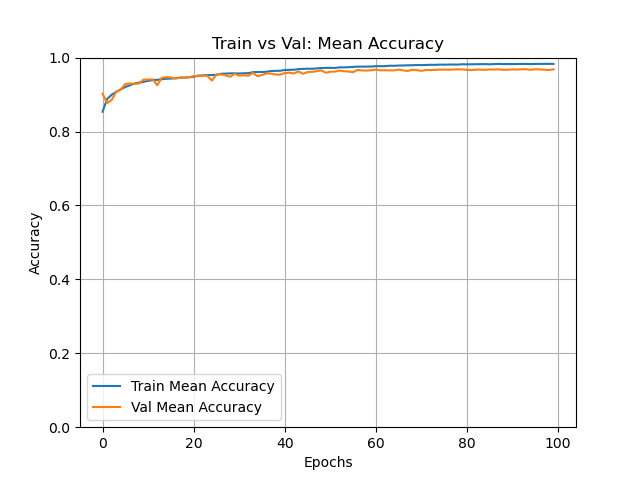 Train vs Val: Mean Accuracy
1.0
0.8
0.6
0.4
0.2
0.0
Accuracy
Train Mean Accuracy
Val Mean Accuracy
0 20 40 60 80 100
Epochs